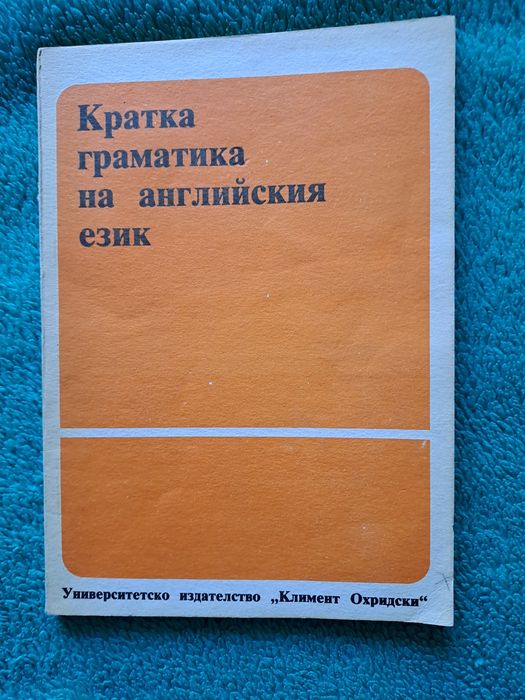 Кратка
граматика
на английския
език
Университетско издателство „Климент Охридски“